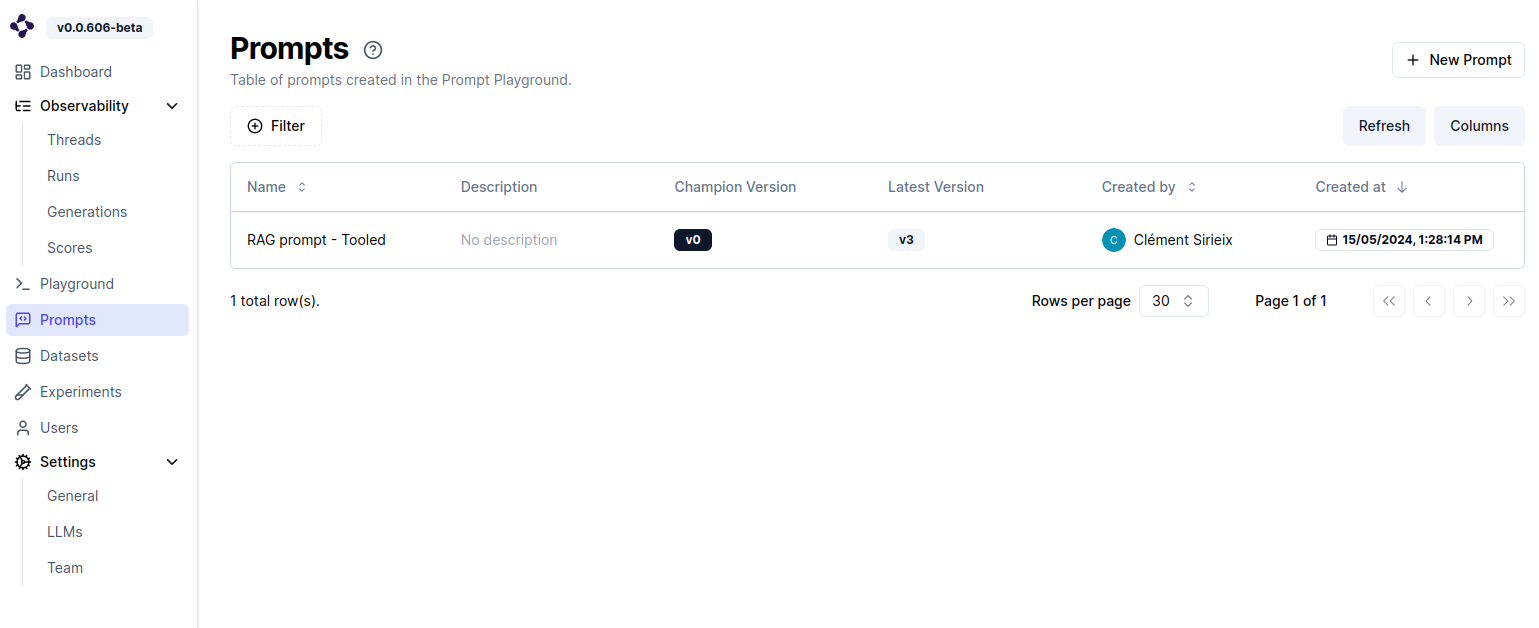 v0.0.606-beta
Dashboard
Observability
Threads
Runs
Generations
Scores
Playground
Prompts
Datasets
Experiments
Users
Settings
General
LLMs
Team
Prompts
Table of prompts created in the Prompt Playground.
New Prompt
Filter
Refresh Columns
Name Description Champion Version Latest Version Created by Created at
RAG prompt - Tooled No description v0 v3 C Clément Sirieix 15/05/2024, 1:28:14 PM
1 total row(s). Rows per page 30 Page 1 of 1